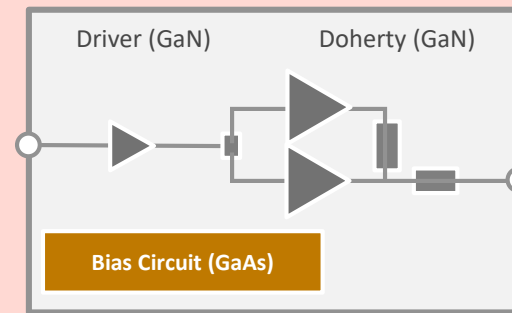 Driver (GaN)
Doherty (GaN)
Bias Circuit (GaAs)